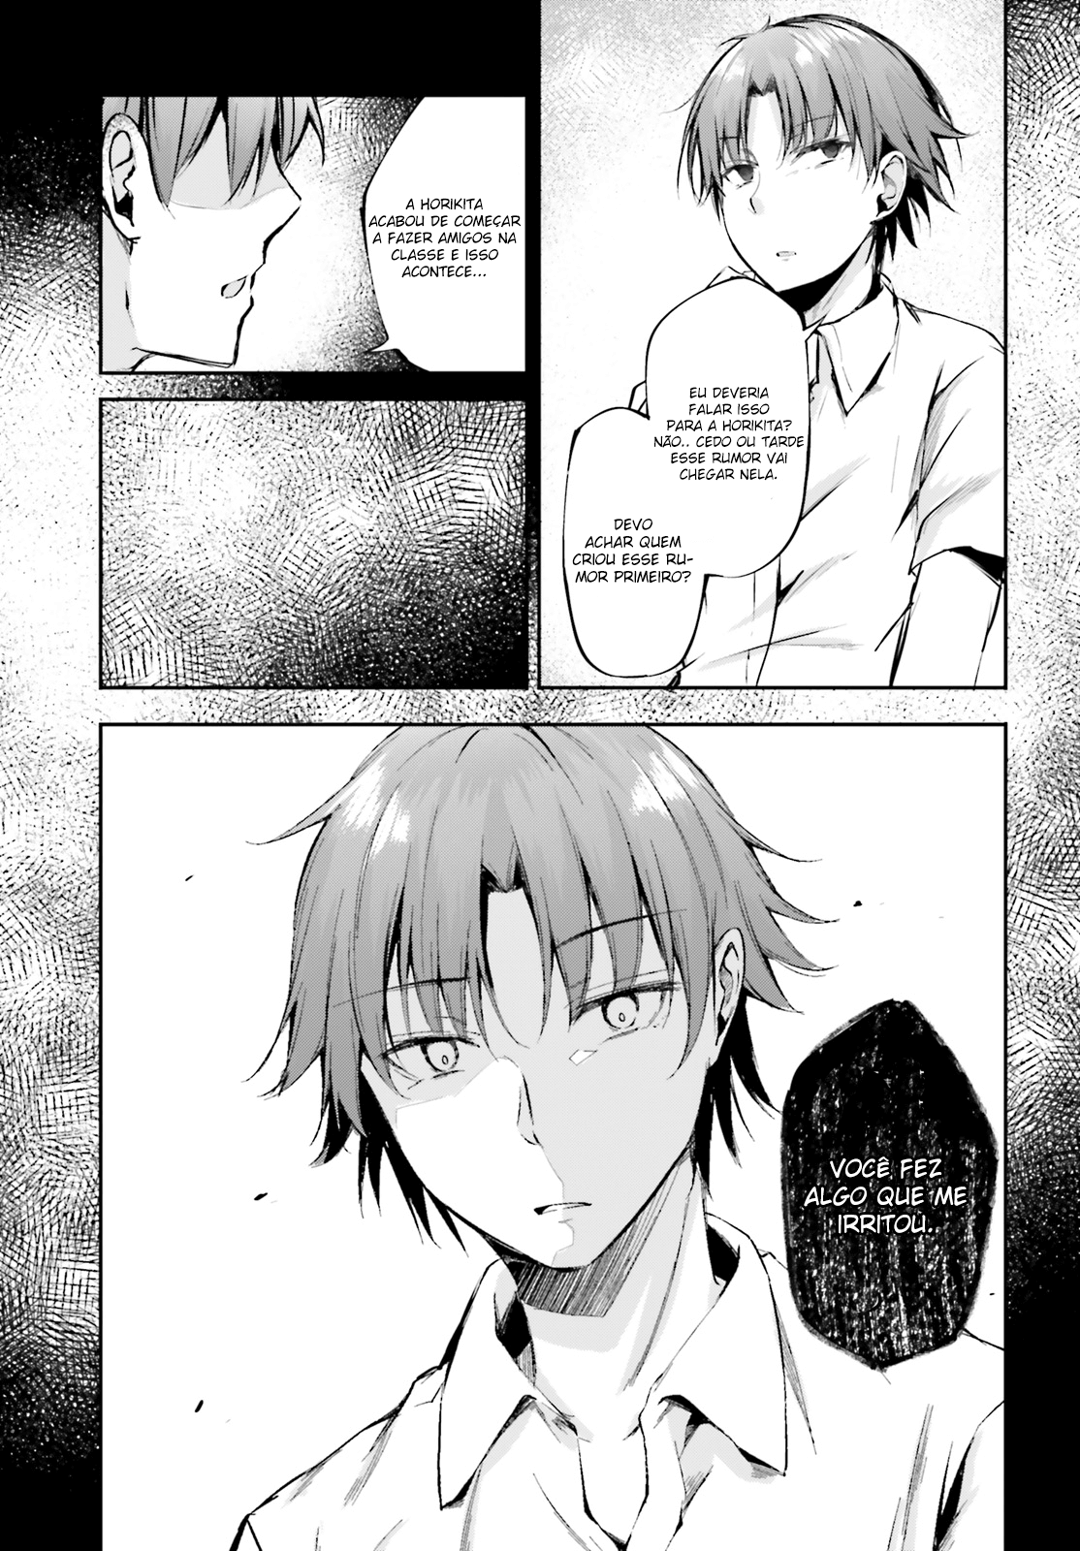 EU DEVERIA
FALAR ISSO
PARA A HORIKITA?
NÃO.. CEDO OU TARDE
ESSE RUMOR VAI
CHEGAR NELA.
DEVO
ACHAR QUEM
CRIOU ESSE RU-
MOR PRIMEIRO?
A HORIKITA
ACABOU DE COMEÇAR
A FAZER AMIGOS NA
CLASSE E ISSO
ACONTECE...
VOCÊ FEZ
ALGO QUE ME
IRRITOU..